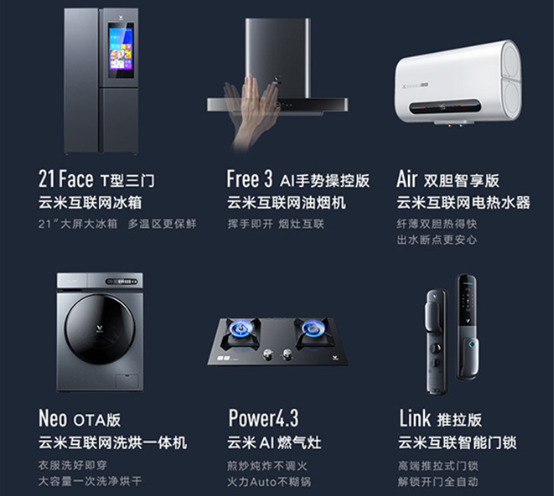 21 Face T型三门
云米互联网冰箱
21”大屏大冰箱 多温区更保鲜
Free 3 AI手势操控版
云米互联网油烟机
挥手即开 烟灶互联
Air 双胆智享版
云米互联网电热水器
纤薄双胆热得快
出水断点更安心
Neo OTA版
云米互联网洗烘一体机
衣服洗好即穿
大容量一次洗净烘干
Power4.3
云米AI燃气灶
煎炒炖炸不调火
火力Auto不糊锅
Link 推拉版
云米互联智能门锁
高端推拉式门锁
解锁开门全自动